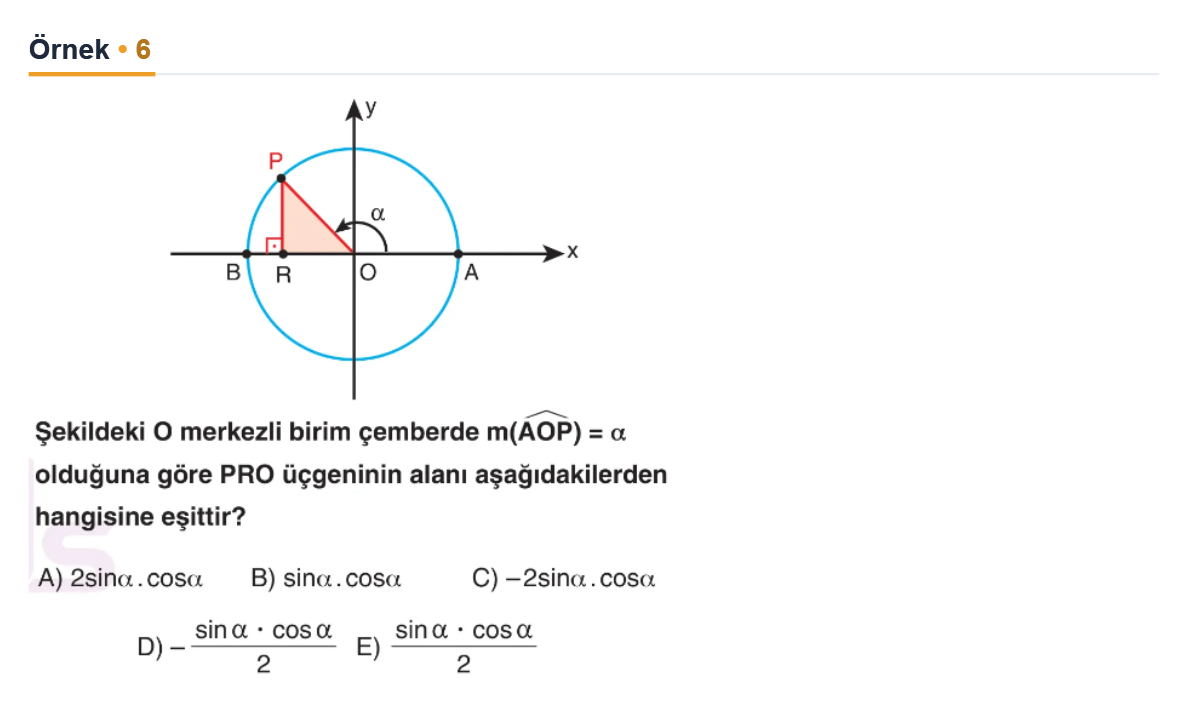 Örnek • 6
y
P
α
x
B
R
O
A
Şekildeki O merkezli birim çemberde m(AOP) = α
olduğuna göre PRO üçgeninin alanı aşağıdakilerden
hangisine eşittir?
A) 2sinα.cosα B) sinα.cosα C) −2sinα.cosα
D) − sin α · cos α / 2 E) sin α · cos α / 2